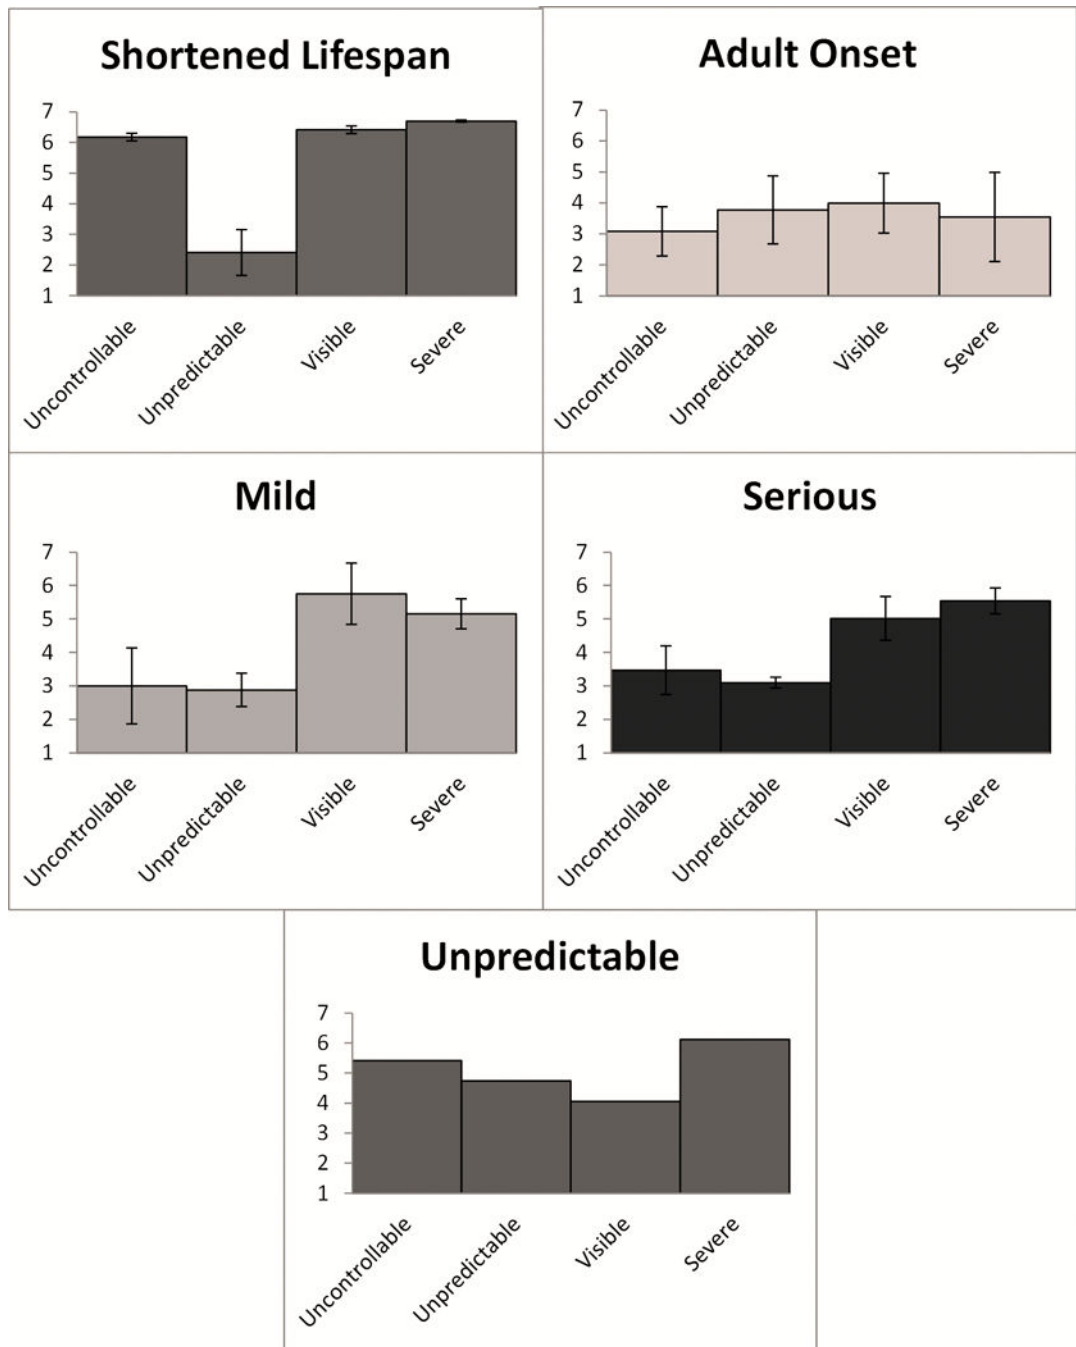 Shortened Lifespan
7
6
5
4
3
2
1
Uncontrollable
Unpredictable
Visible
Severe
Adult Onset
7
6
5
4
3
2
1
Uncontrollable
Unpredictable
Visible
Severe
Mild
7
6
5
4
3
2
1
Uncontrollable
Unpredictable
Visible
Severe
Serious
7
6
5
4
3
2
1
Uncontrollable
Unpredictable
Visible
Severe
Unpredictable
7
6
5
4
3
2
1
Uncontrollable
Unpredictable
Visible
Severe